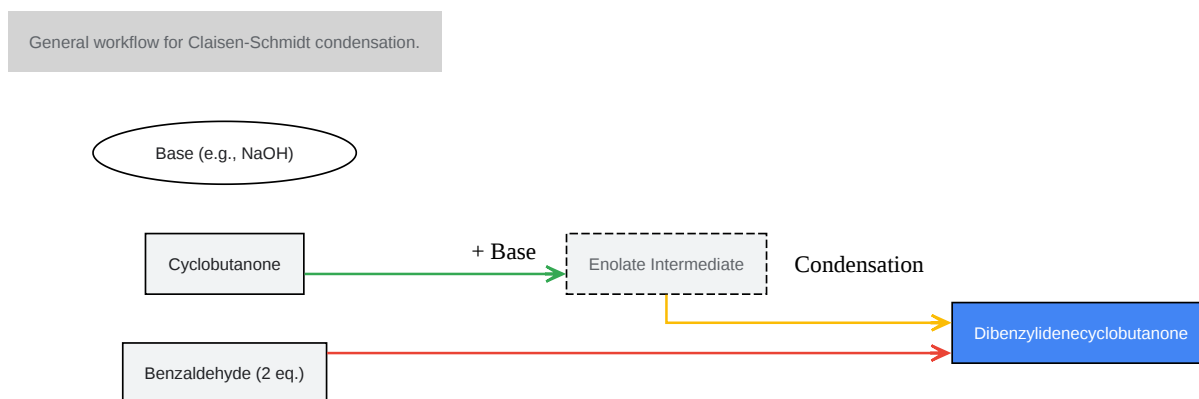 General workflow for Claisen-Schmidt condensation.
Base (e.g., NaOH)
Cyclobutanone
+ Base
Enolate Intermediate
Condensation
Dibenzylidenecyclobutanone
Benzaldehyde (2 eq.)